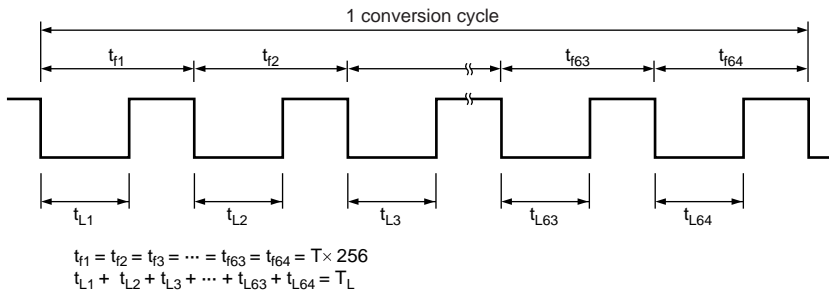 1 conversion cycle
tf1 tf2 tf63 tf64
tL1 tL2 tL3 tL63 tL64
tf1 = tf2 = tf3 = ··· = tf63 = tf64 = T × 256
tL1 + tL2 + tL3 + ··· + tL63 + tL64 = TL